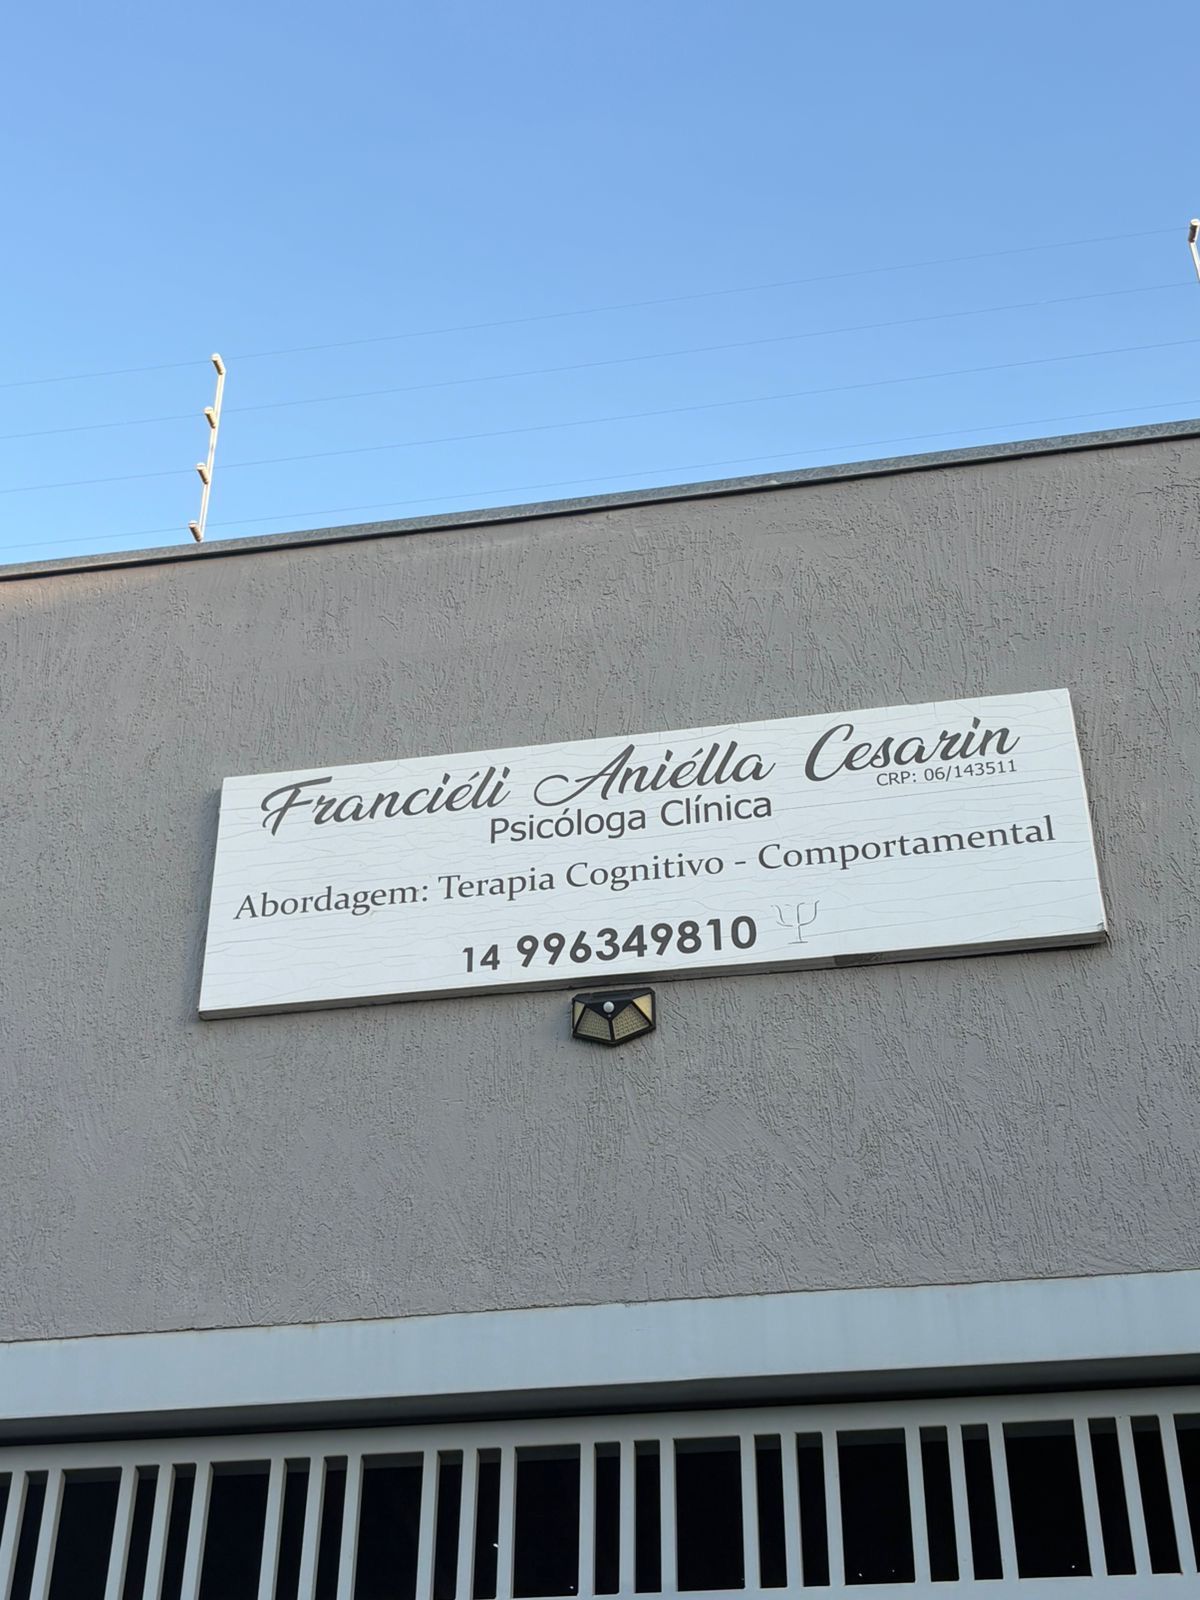 Franciéli Aniélla Cesarin
CRP: 06/143511
Psicóloga Clínica
Abordagem: Terapia Cognitivo - Comportamental
14 996349810